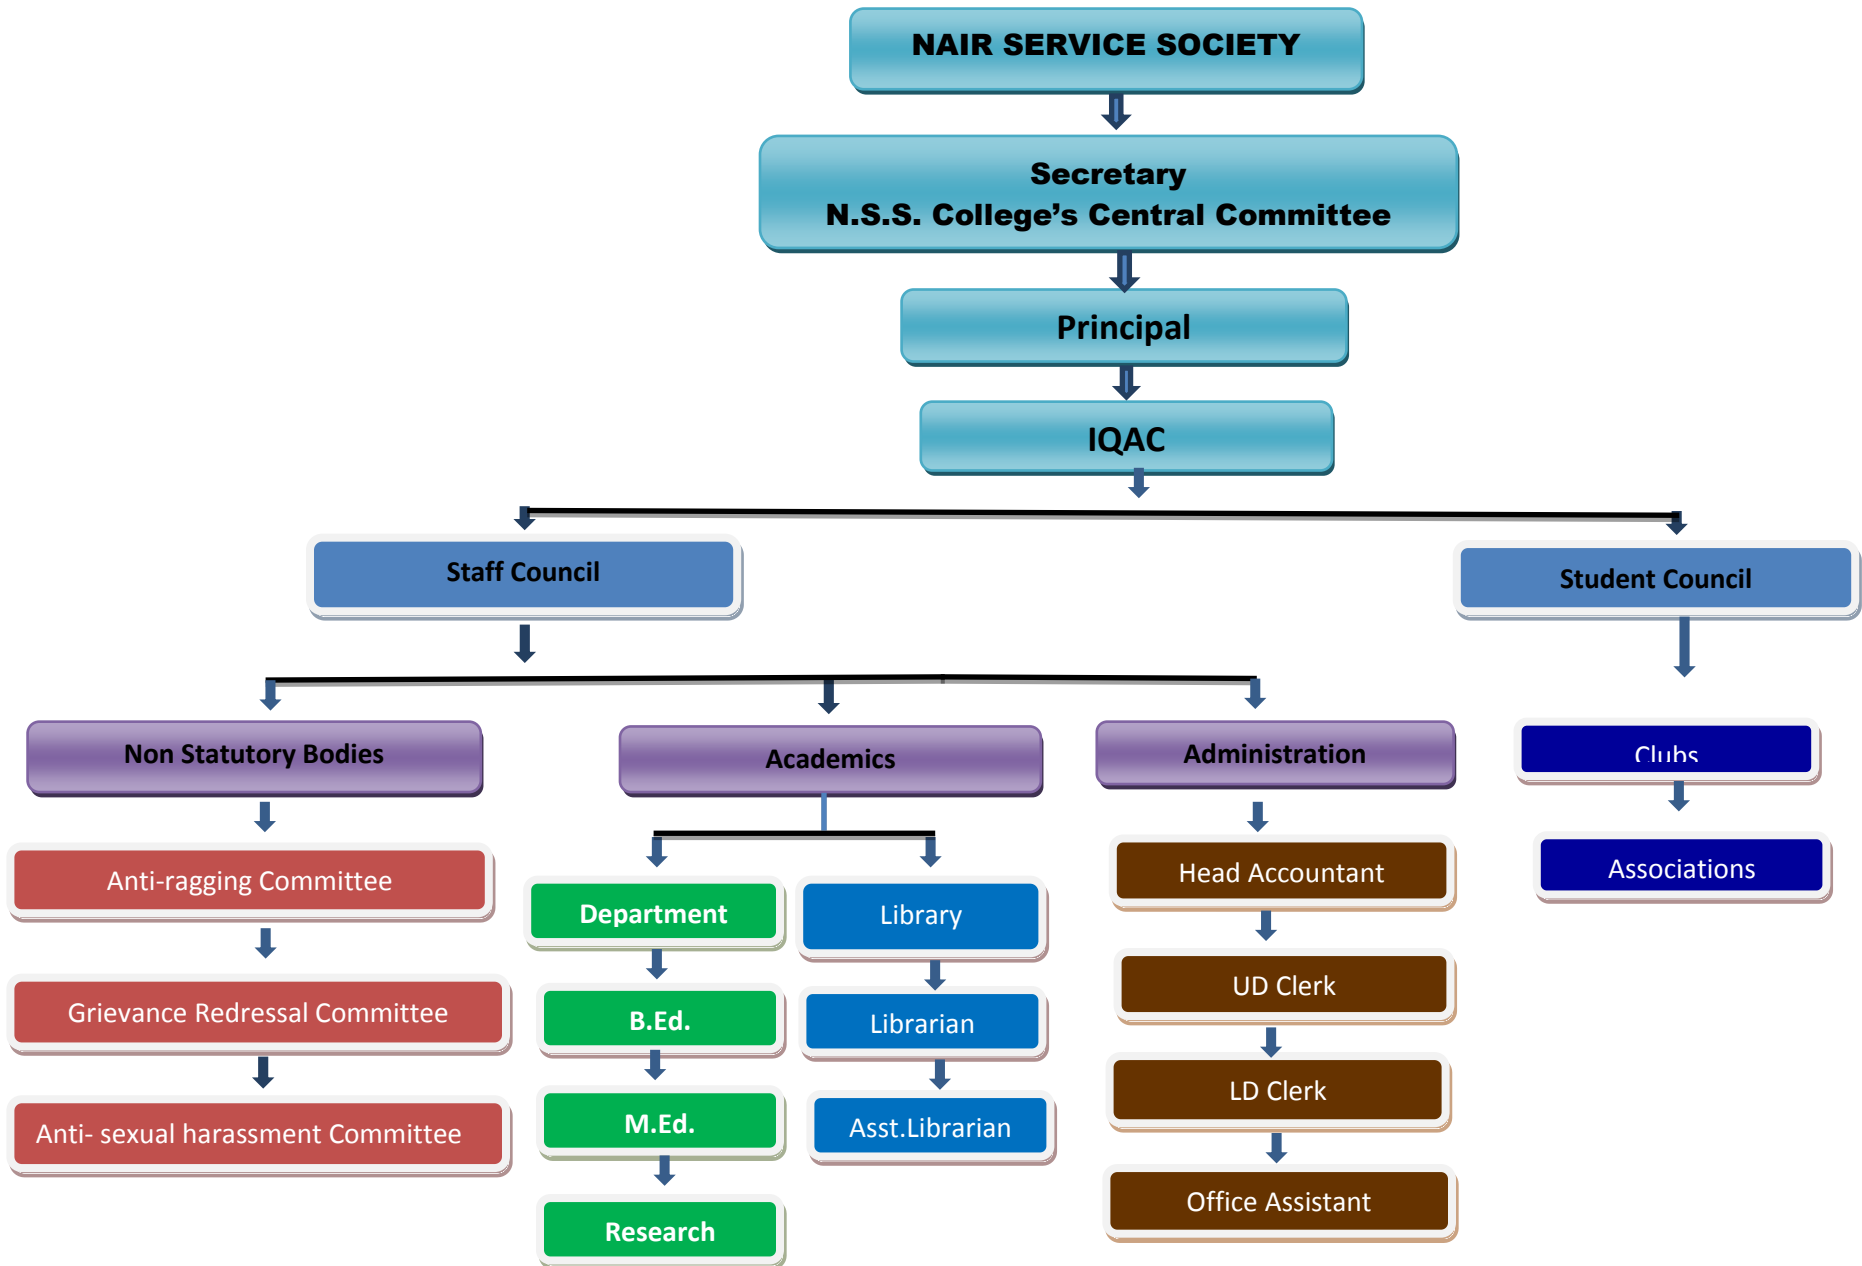 NAIR SERVICE SOCIETY
Secretary
N.S.S. College’s Central Committee
Principal
IQAC
Staff Council
Student Council
Non Statutory Bodies
Academics
Administration
Clubs
Anti-ragging Committee
Department
Library
Head Accountant
Associations
Grievance Redressal Committee
B.Ed.
Librarian
UD Clerk
Anti- sexual harassment Committee
M.Ed.
Asst.Librarian
LD Clerk
Research
Office Assistant